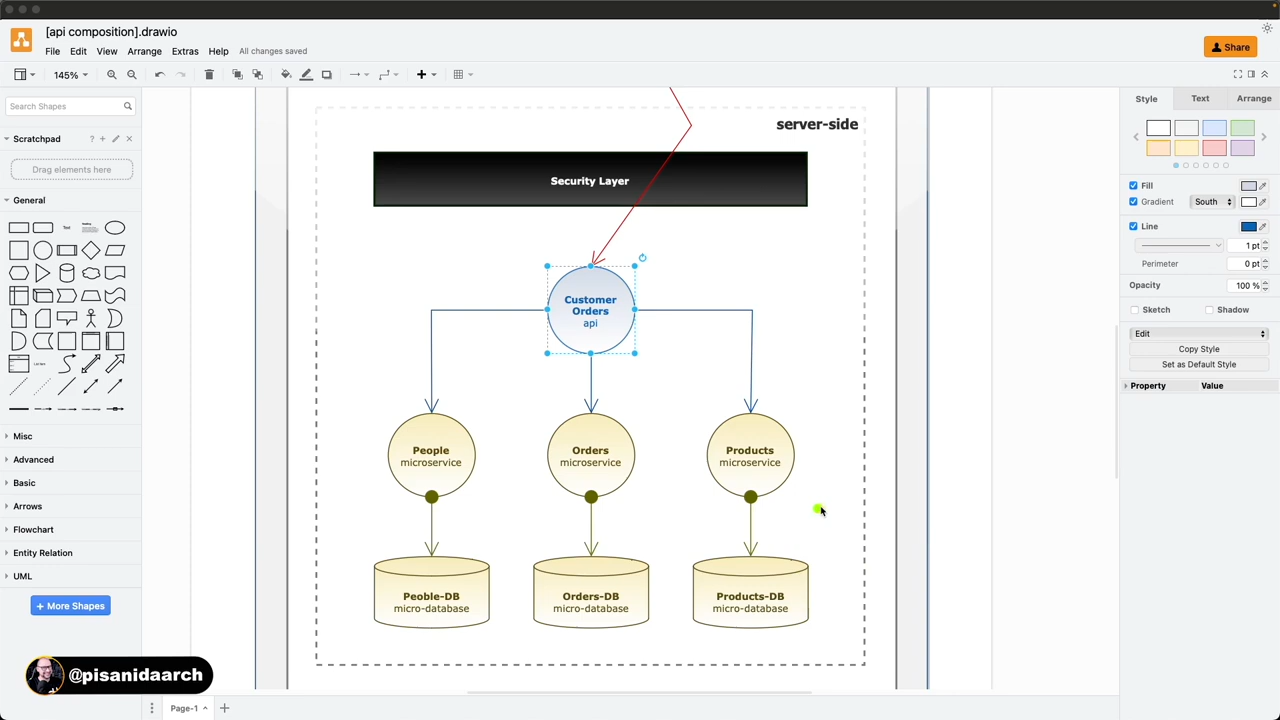 [api composition].drawio
File Edit View Arrange Extras Help All changes saved
Share
145%
Search Shapes
Scratchpad
?
Drag elements here
General
Text
Misc
Advanced
Basic
Arrows
Flowchart
Entity Relation
UML
+ More Shapes
server-side
Security Layer
Customer
Orders
api
People
microservice
Orders
microservice
Products
microservice
Peoble-DB
micro-database
Orders-DB
micro-database
Products-DB
micro-database
@pisanidaarch
Page-1
Style Text Arrange
Fill
Gradient South
Line
1 pt
Perimeter 0 pt
Opacity 100 %
Sketch Shadow
Edit
Copy Style
Set as Default Style
Property Value